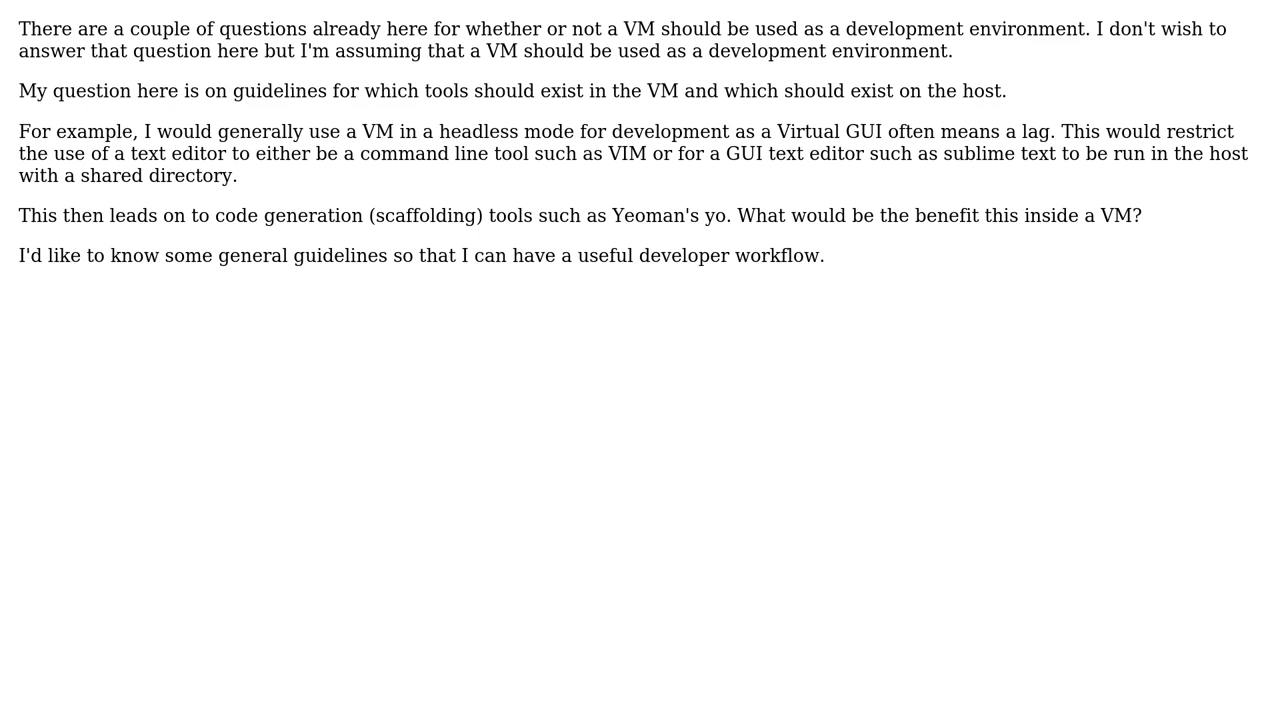 There are a couple of questions already here for whether or not a VM should be used as a development environment. I don't wish to
answer that question here but I'm assuming that a VM should be used as a development environment.
My question here is on guidelines for which tools should exist in the VM and which should exist on the host.
For example, I would generally use a VM in a headless mode for development as a Virtual GUI often means a lag. This would restrict
the use of a text editor to either be a command line tool such as VIM or for a GUI text editor such as sublime text to be run in the host
with a shared directory.
This then leads on to code generation (scaffolding) tools such as Yeoman's yo. What would be the benefit this inside a VM?
I'd like to know some general guidelines so that I can have a useful developer workflow.